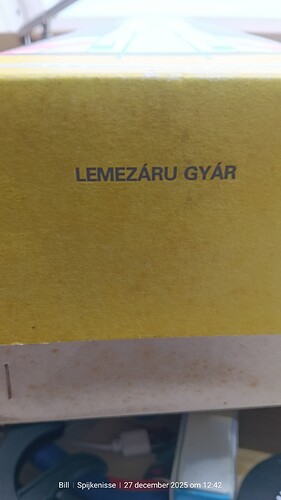 LEMEZÁRU GYÁR
Bill | Spijkenisse | 27 december 2025 om 12:42